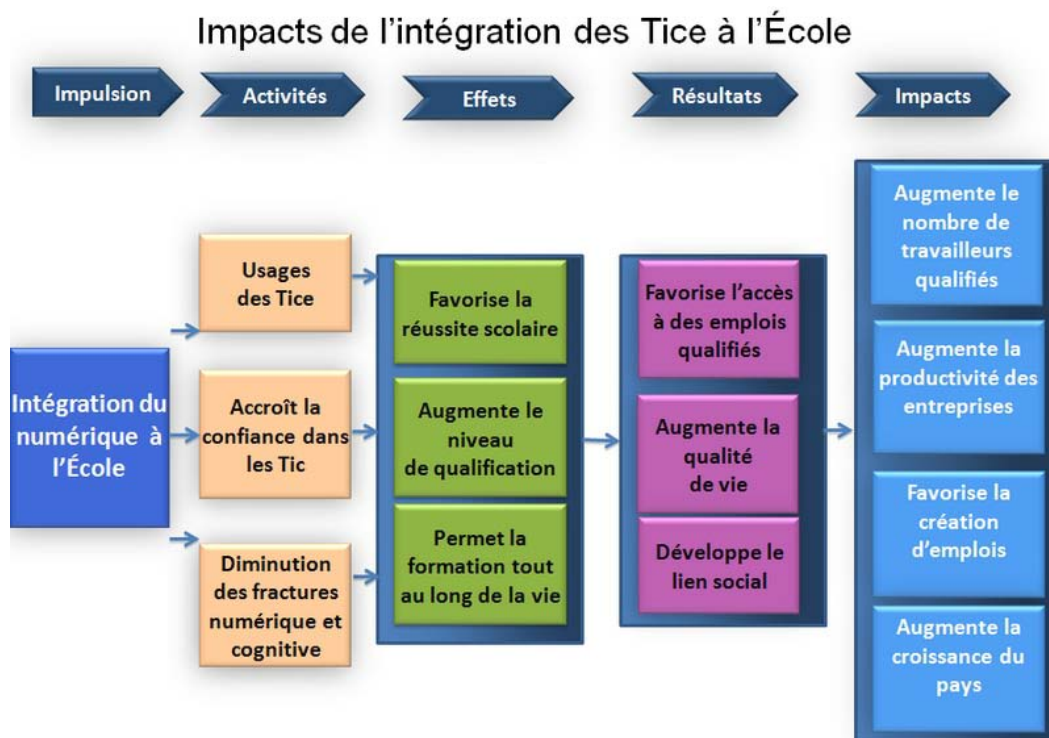 Impacts de l'intégration des Tice à l'École
Impulsion
Activités
Effets
Résultats
Impacts
Intégration du
numérique à
l'École
Usages
des Tice
Accroît la
confiance dans
les Tic
Diminution
des fractures
numérique et
cognitive
Favorise la
réussite scolaire
Augmente le
niveau
de qualification
Permet la
formation tout
au long de la vie
Favorise l'accès
à des emplois
qualifiés
Augmente la
qualité
de vie
Développe le
lien social
Augmente le
nombre de
travailleurs
qualifiés
Augmente la
productivité des
entreprises
Favorise la
création
d'emplois
Augmente la
croissance du
pays